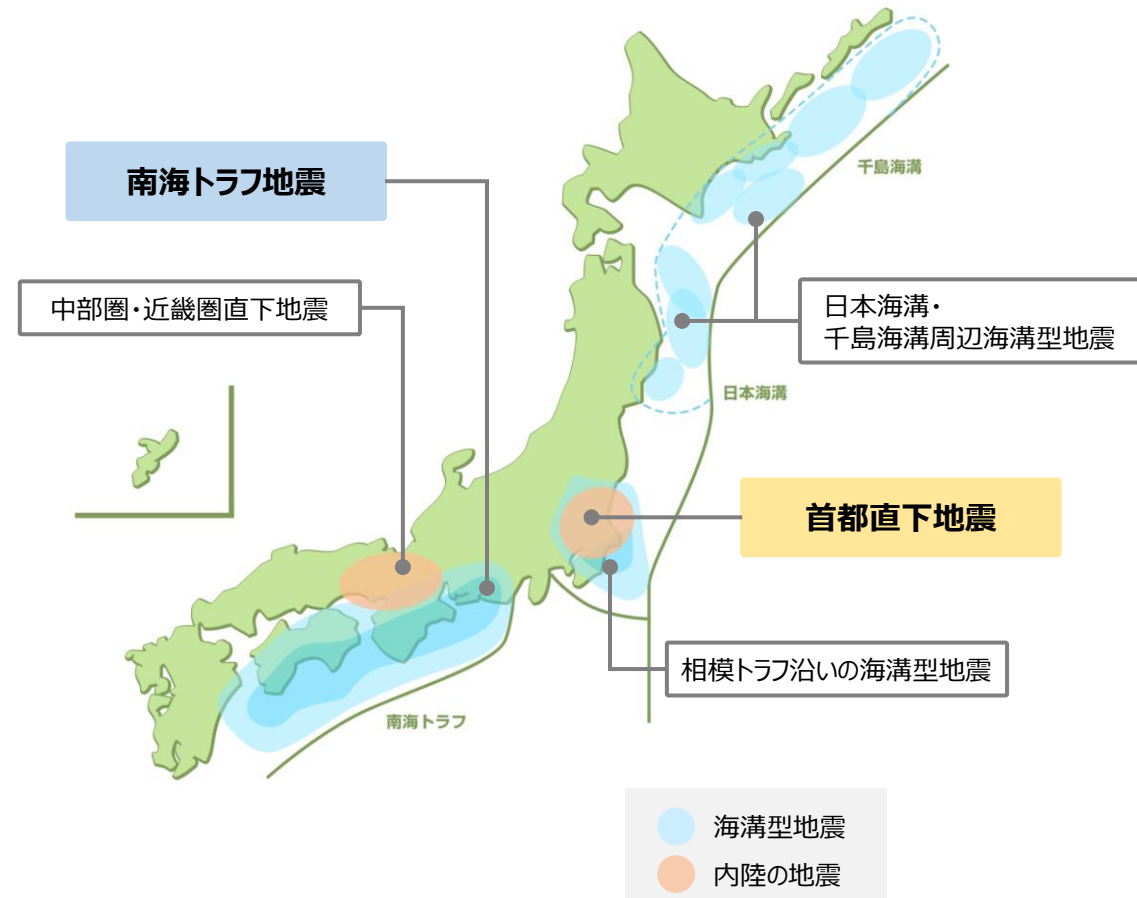 千島海溝
南海トラフ地震
中部圏・近畿圏直下地震
日本海溝・
千島海溝周辺海溝型地震
日本海溝
首都直下地震
相模トラフ沿いの海溝型地震
南海トラフ
海溝型地震
内陸の地震